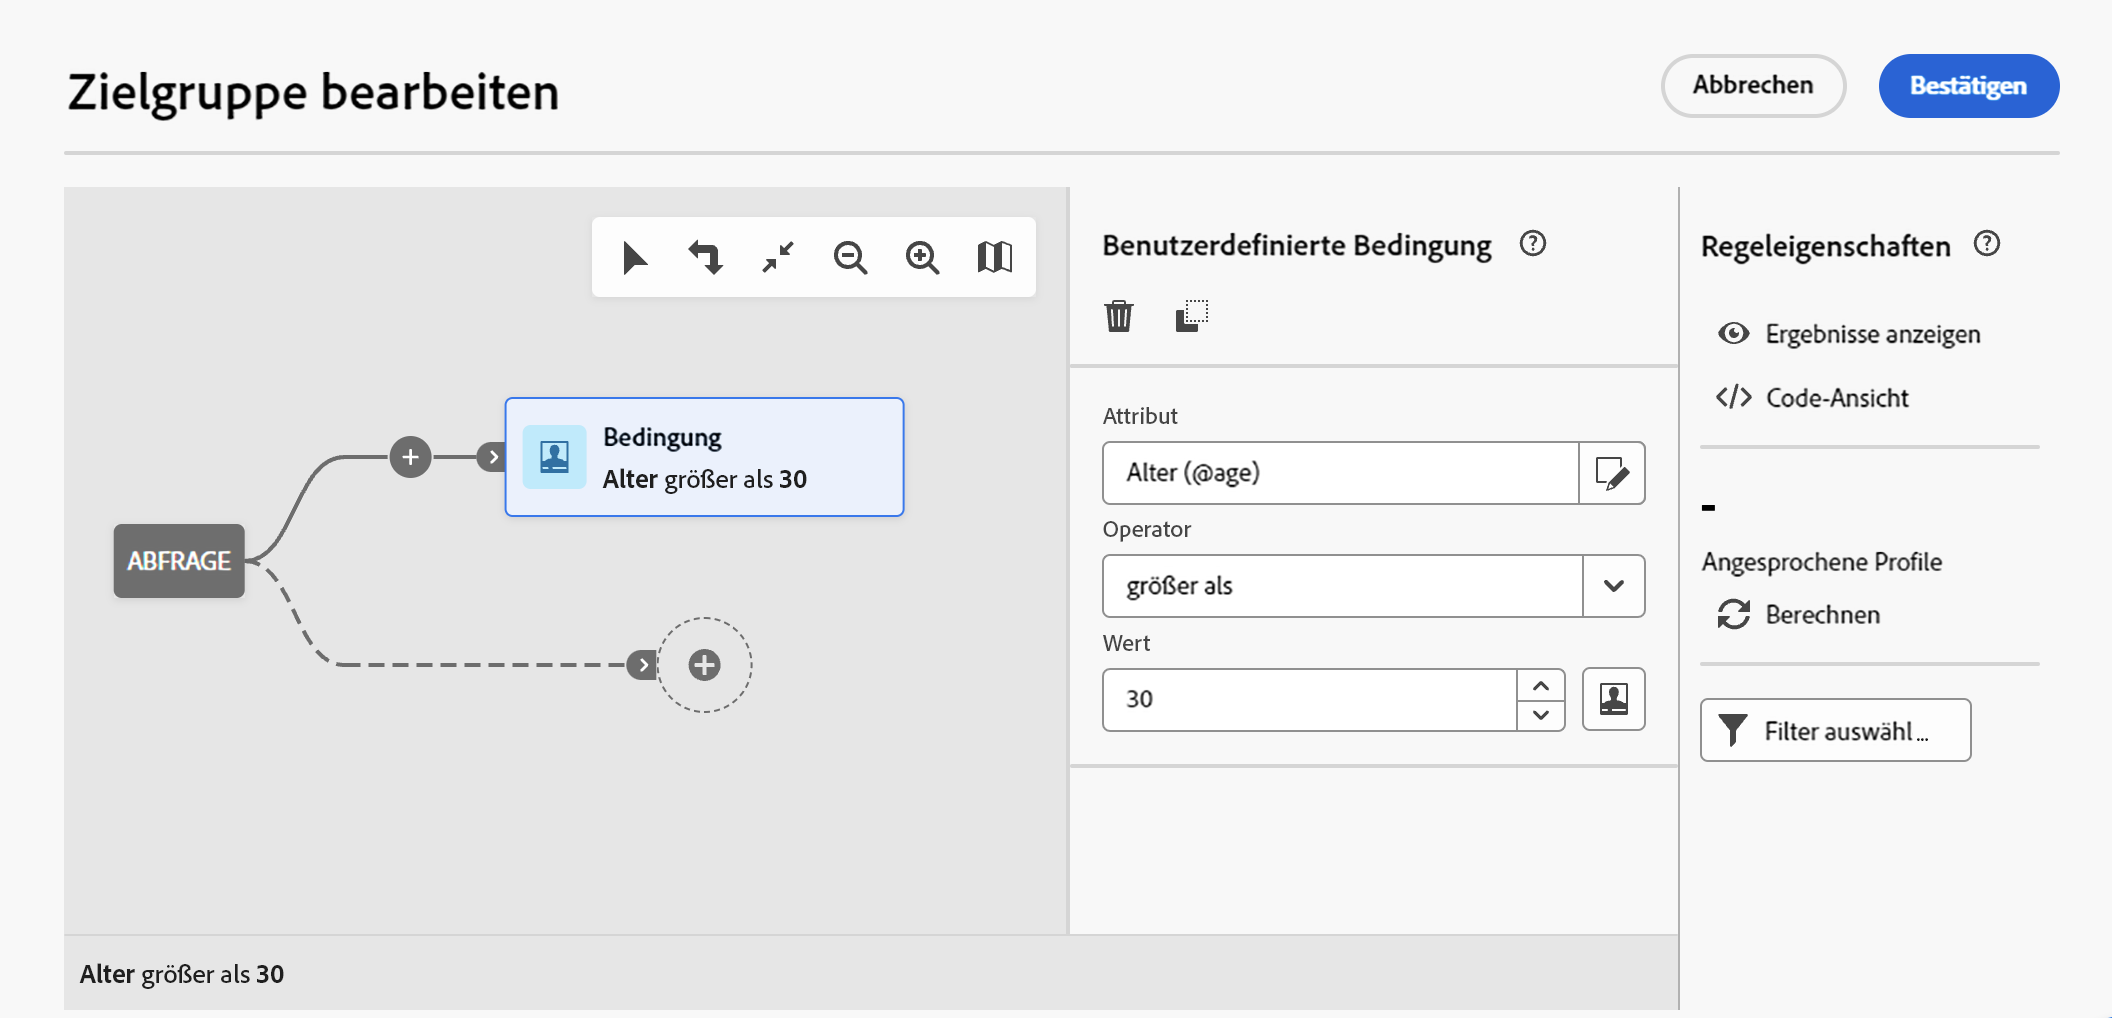 Zielgruppe bearbeiten
Abbrechen
Bestätigen
ABFRAGE
Bedingung
Alter größer als 30
Alter größer als 30
Benutzerdefinierte Bedingung
Attribut
Alter (@age)
Operator
größer als
Wert
30
Regeleigenschaften
Ergebnisse anzeigen
Code-Ansicht
-
Angesprochene Profile
Berechnen
Filter auswähl...